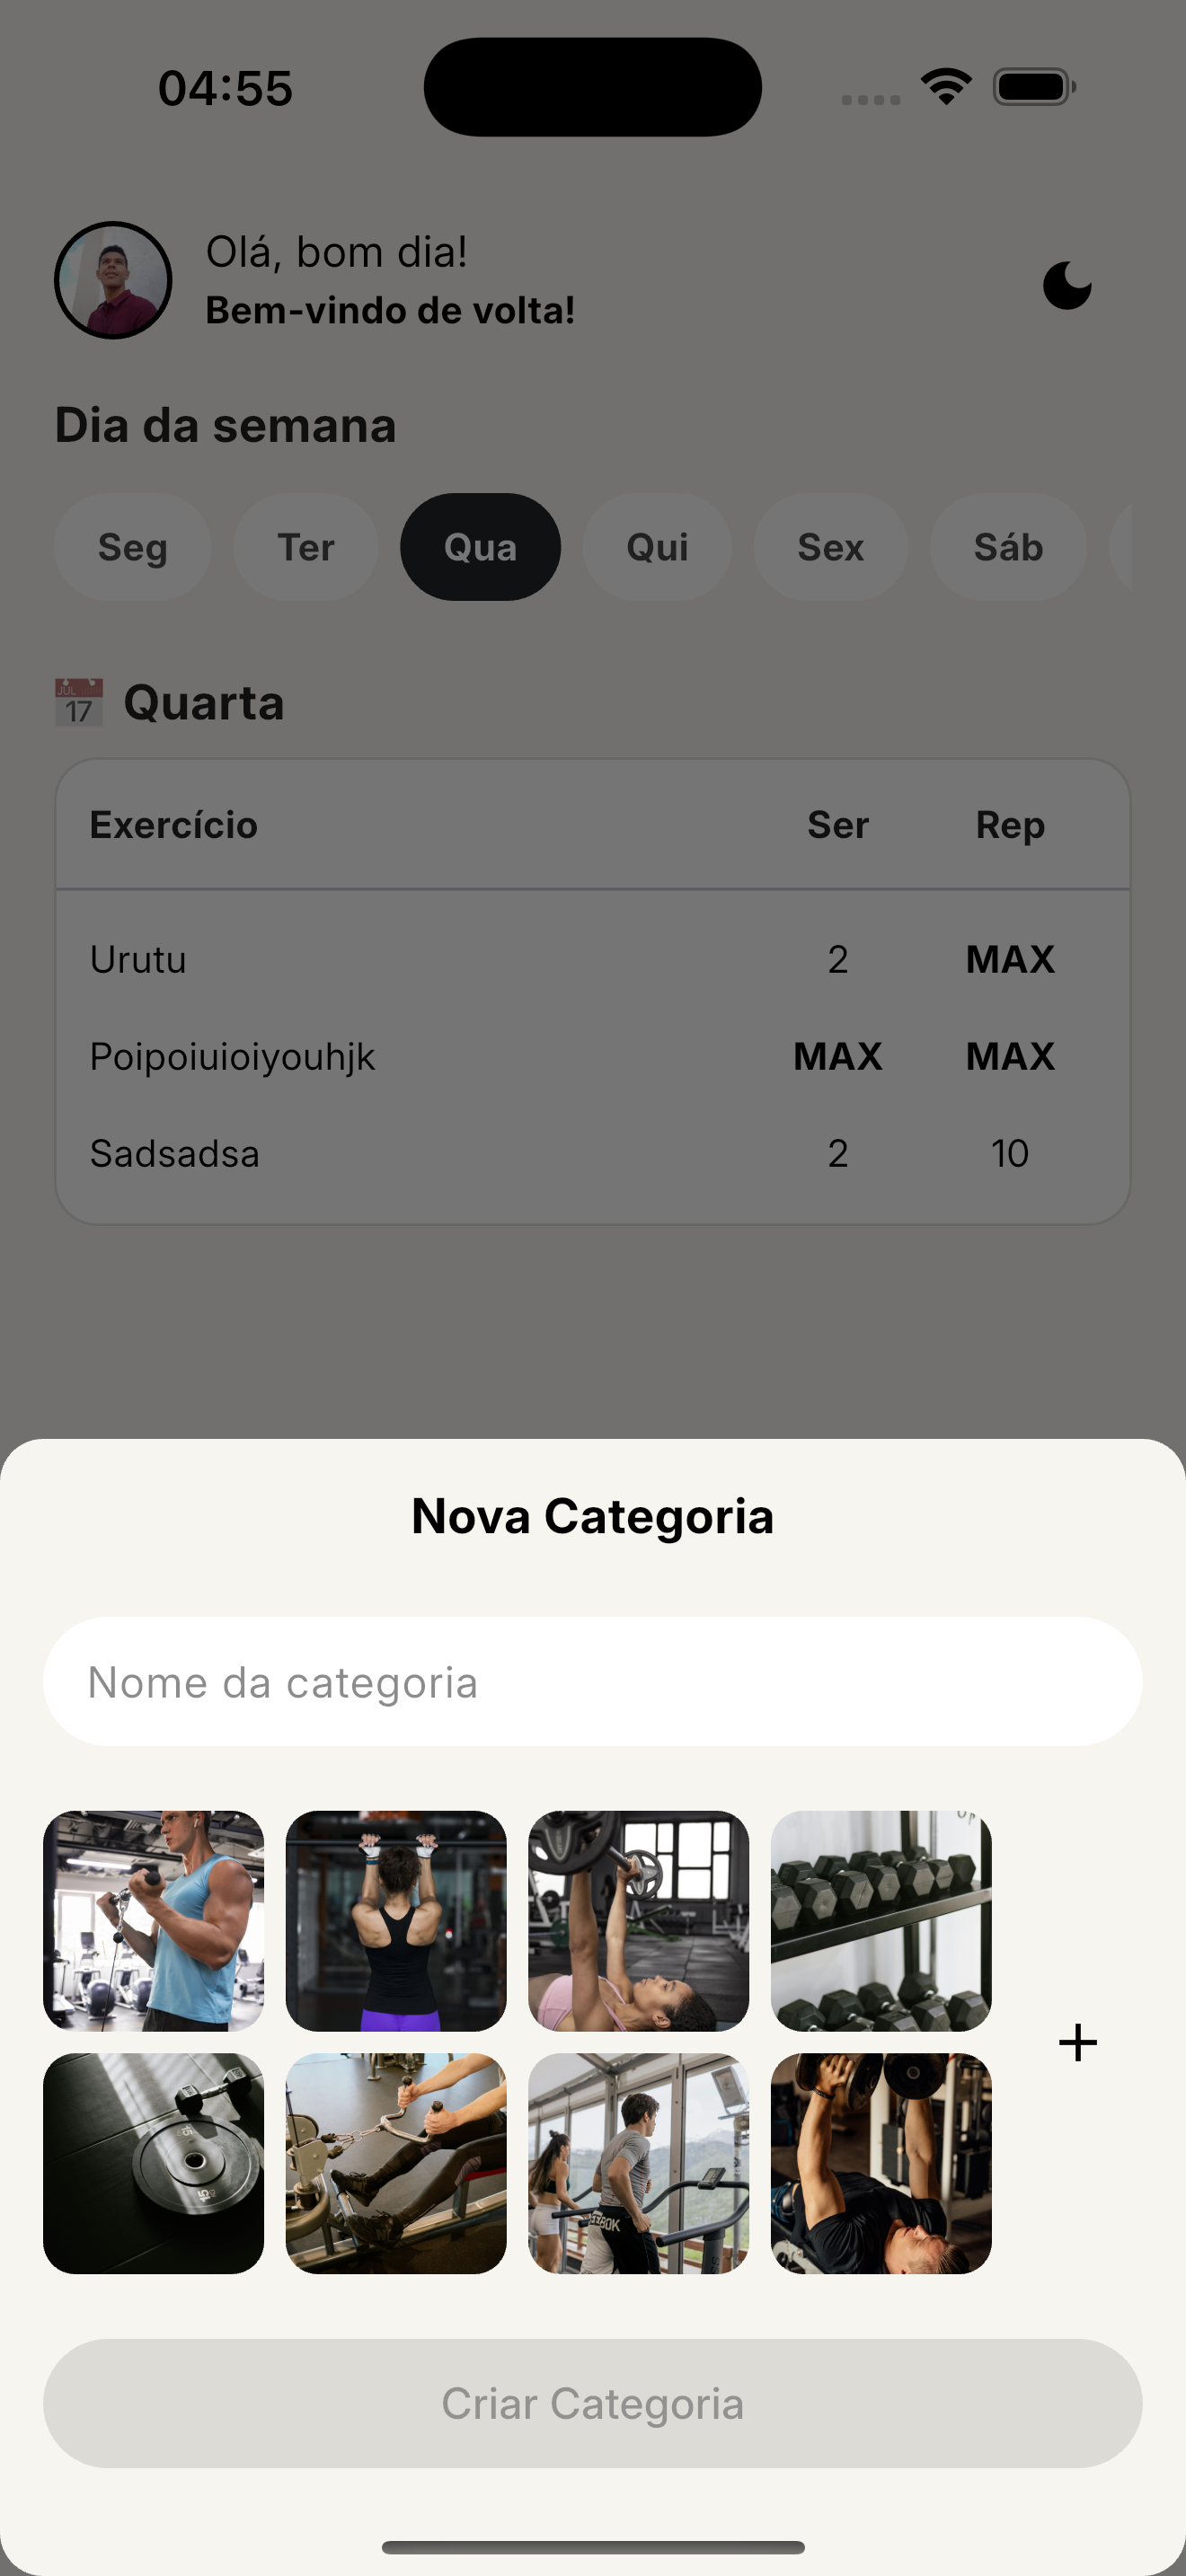 04:55
Olá, bom dia!
Bem-vindo de volta!
Dia da semana
Seg Ter Qua Qui Sex Sáb
JUL
17
Quarta
Exercício Ser Rep
Urutu 2 MAX
Poipoiuioiyouhjk MAX MAX
Sadsadsa 2 10
Nova Categoria
Nome da categoria
+
Criar Categoria